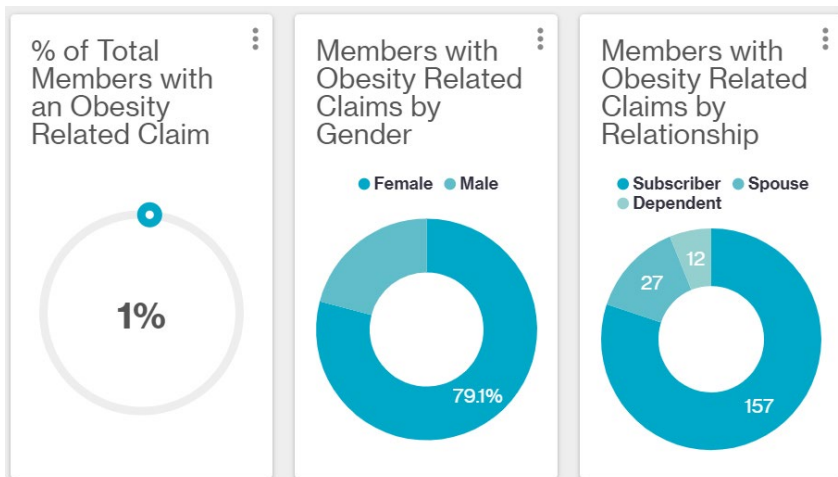 % of Total
Members with
an Obesity
Related Claim
1%
Members with
Obesity Related
Claims by
Gender
Female Male
79.1%
Members with
Obesity Related
Claims by
Relationship
Subscriber Spouse
Dependent
12
27
157